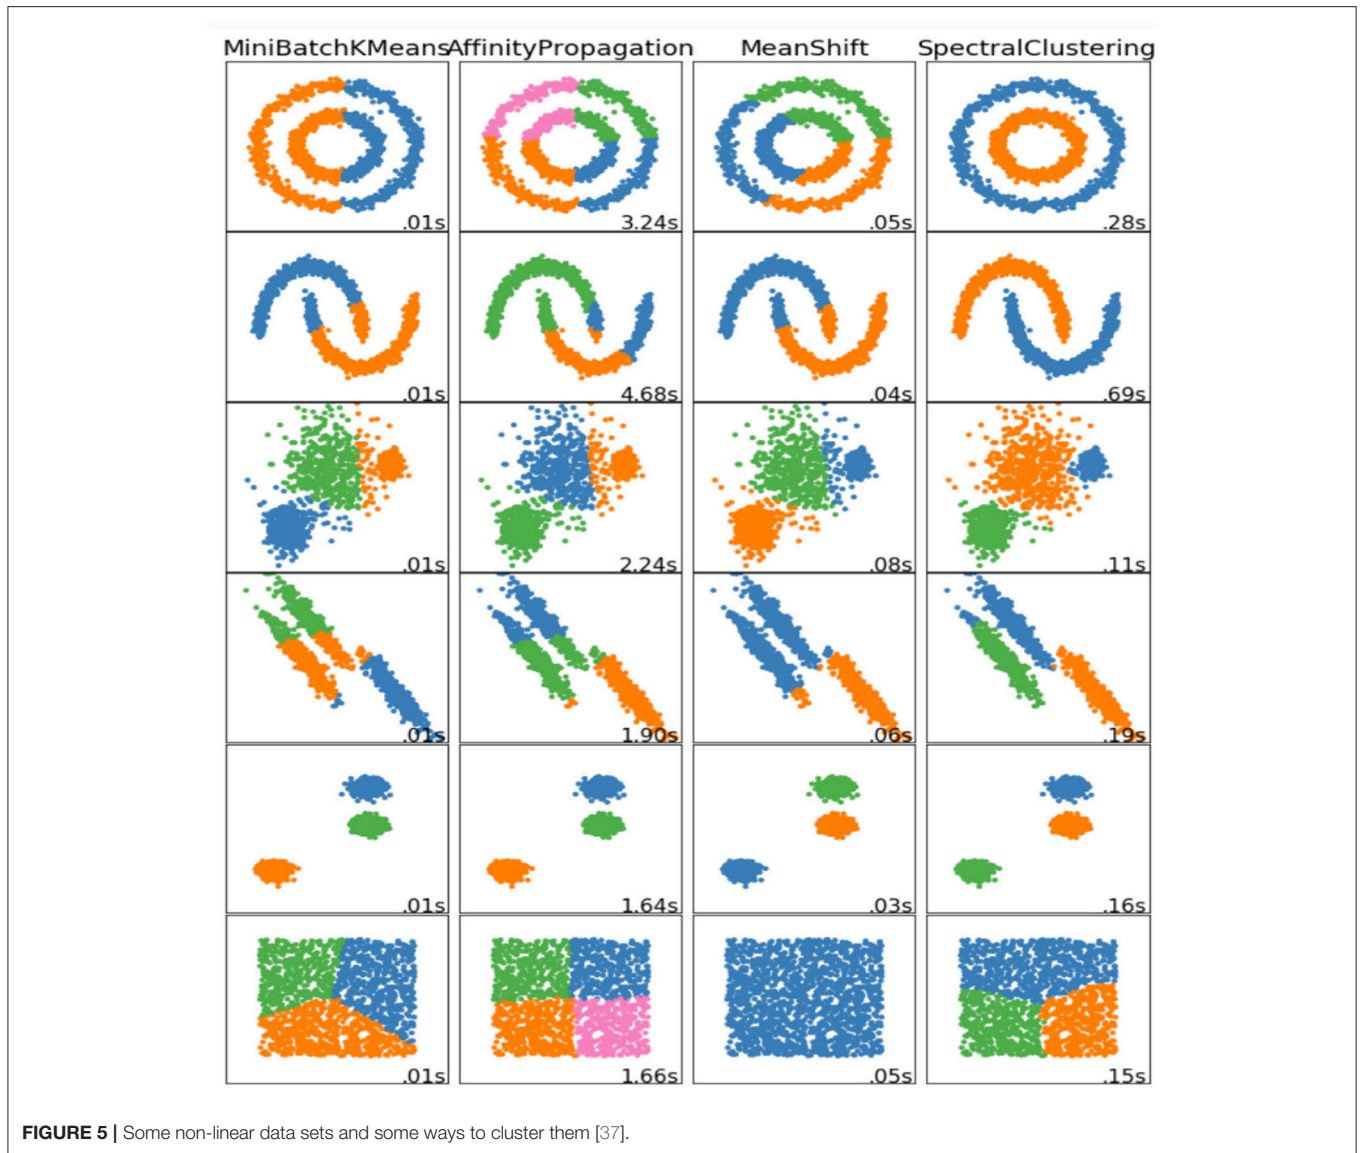 MiniBatchKMeans AffinityPropagation MeanShift SpectralClustering
.01s 3.24s .05s .28s
.01s 4.68s .04s .69s
.01s 2.24s .08s .11s
.01s 1.90s .06s .19s
.01s 1.64s .03s .16s
.01s 1.66s .05s .15s
FIGURE 5 | Some non-linear data sets and some ways to cluster them [37].